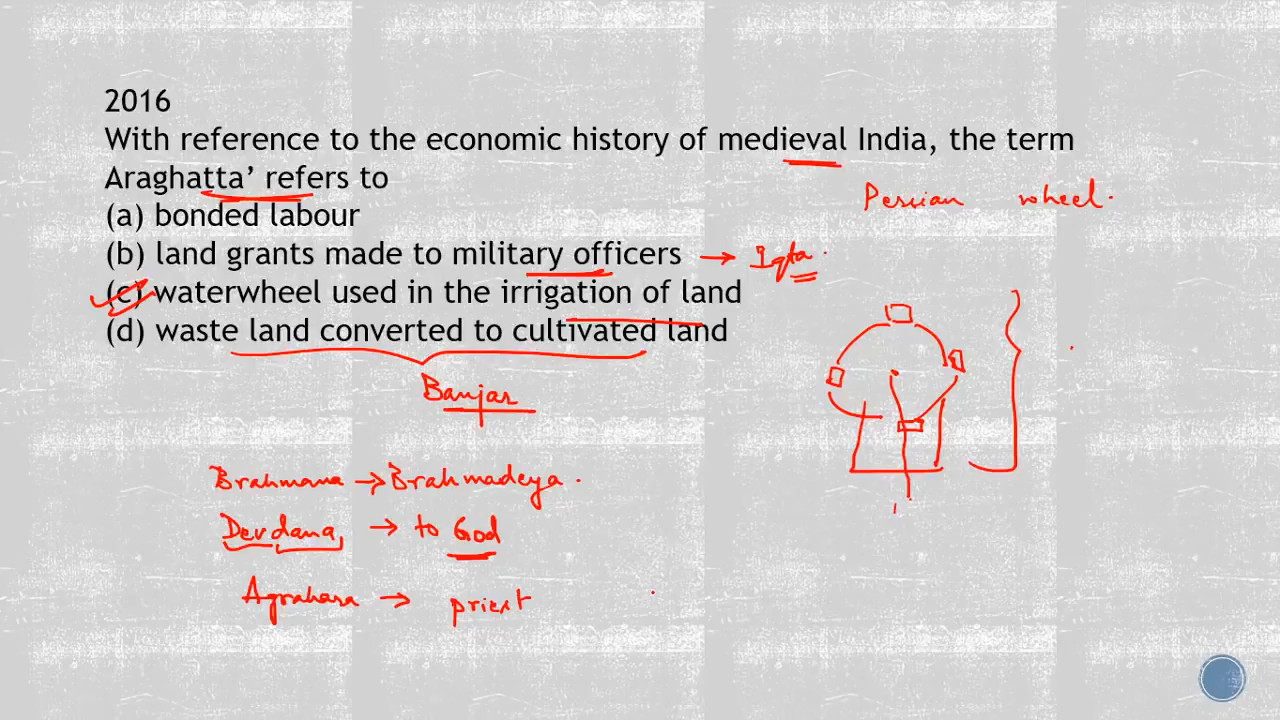 2016
With reference to the economic history of medieval India, the term
Araghatta’ refers to
Persian wheel.
(a) bonded labour
(b) land grants made to military officers → Iqta.
(c) waterwheel used in the irrigation of land
(d) waste land converted to cultivated land
Banjar
Brahmana → Brahmadeya.
Devdana → to God
Agrahara → priest